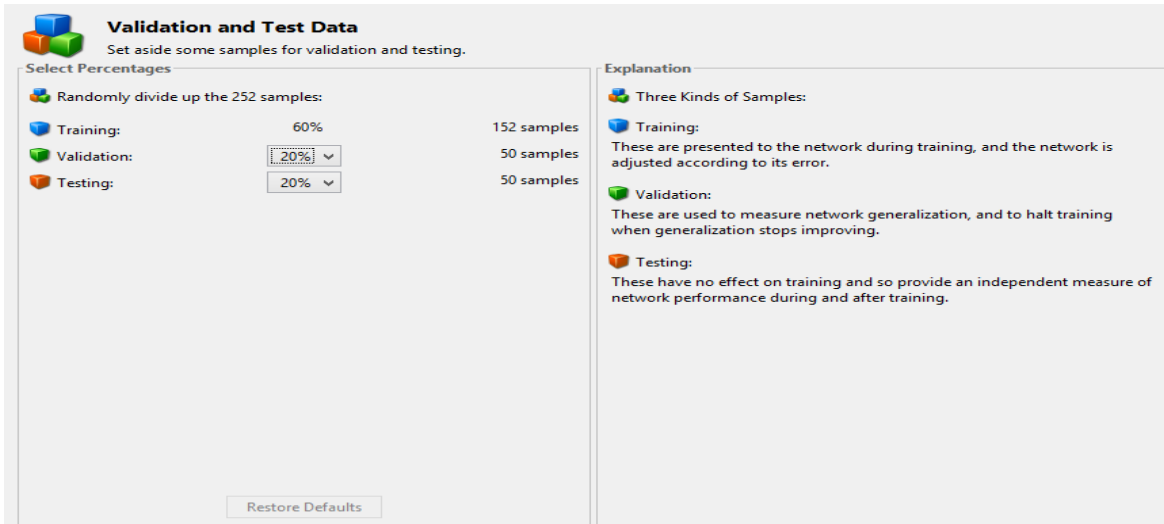 Validation and Test Data
Set aside some samples for validation and testing.
Select Percentages
Randomly divide up the 252 samples:
Training: 60% 152 samples
Validation: 20% 50 samples
Testing: 20% 50 samples
Restore Defaults
Explanation
Three Kinds of Samples:
Training:
These are presented to the network during training, and the network is
adjusted according to its error.
Validation:
These are used to measure network generalization, and to halt training
when generalization stops improving.
Testing:
These have no effect on training and so provide an independent measure of
network performance during and after training.